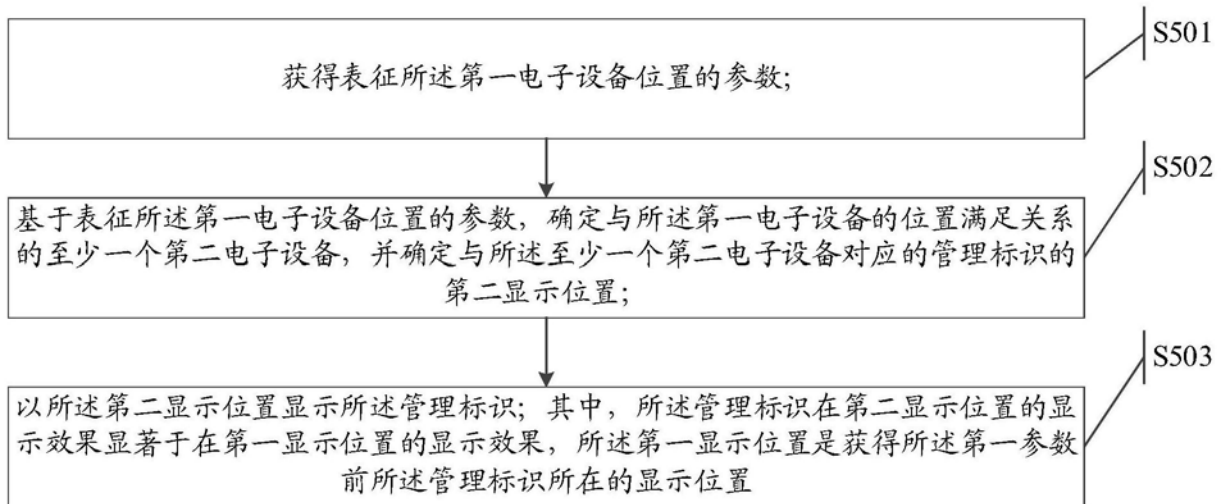 S501
获得表征所述第一电子设备位置的参数;
S502
基于表征所述第一电子设备位置的参数，确定与所述第一电子设备的位置满足关系
的至少一个第二电子设备，并确定与所述至少一个第二电子设备对应的管理标识的
第二显示位置;
S503
以所述第二显示位置显示所述管理标识；其中，所述管理标识在第二显示位置的显
示效果显著于在第一显示位置的显示效果，所述第一显示位置是获得所述第一参数
前所述管理标识所在的显示位置